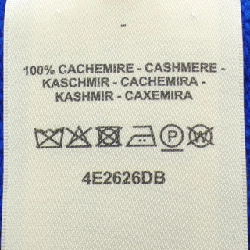 100% CACHEMIRE - CASHMERE -
KASCHMIR - CACHEMIRA -
KASHMIR - CAXEMIRA
P W
4E2626DB